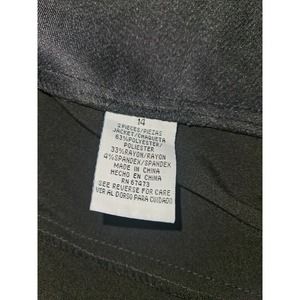 14
2 PIECES/PIEZAS
JACKET/CHAQUETA
63% POLYESTER/
POLIESTER
33% RAYON/RAYON
4% SPANDEX/SPANDEX
MADE IN CHINA
HECHO EN CHINA
RN 67473
SEE REVERSE FOR CARE
VER AL DORSO PARA CUIDADO